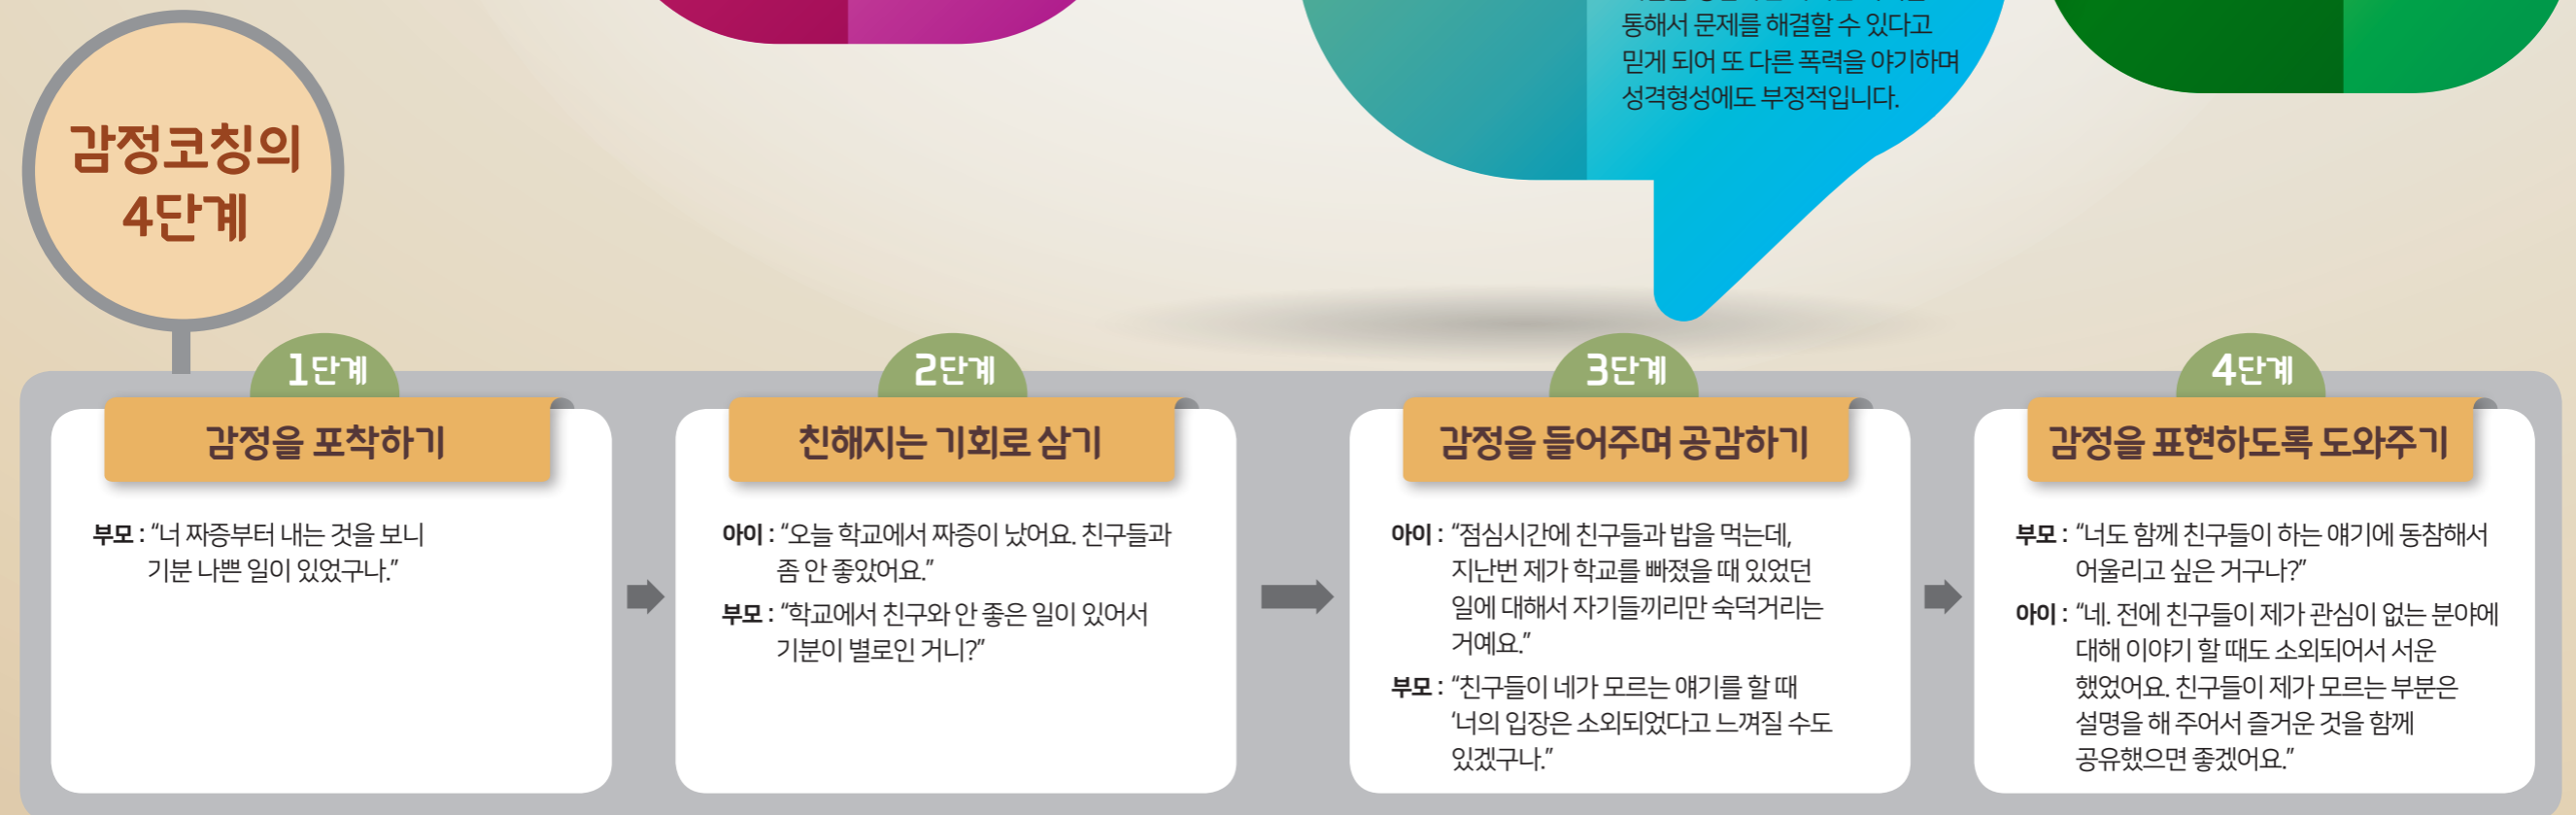 통해서 문제를 해결할 수 있다고
믿게 되어 또 다른 폭력을 야기하며
성격형성에도 부정적입니다.
감정코칭의
4단계
1단계
감정을 포착하기
부모 : “너 짜증부터 내는 것을 보니
기분 나쁜 일이 있었구나.”
2단계
친해지는 기회로 삼기
아이 : “오늘 학교에서 짜증이 났어요. 친구들과
좀 안 좋았어요.”
부모 : “학교에서 친구와 안 좋은 일이 있어서
기분이 별로인 거니?”
3단계
감정을 들어주며 공감하기
아이 : “점심시간에 친구들과 밥을 먹는데,
지난번 제가 학교를 빠졌을 때 있었던
일에 대해서 자기들끼리만 숙덕거리는
거예요.”
부모 : “친구들이 네가 모르는 얘기를 할 때
‘너의 입장은 소외되었다고 느껴질 수도
있겠구나.”
4단계
감정을 표현하도록 도와주기
부모 : “너도 함께 친구들이 하는 얘기에 동참해서
어울리고 싶은 거구나?”
아이 : “네. 전에 친구들이 제가 관심이 없는 분야에
대해 이야기 할 때도 소외되어서 서운
했었어요. 친구들이 제가 모르는 부분은
설명을 해 주어서 즐거운 것을 함께
공유했으면 좋겠어요.”